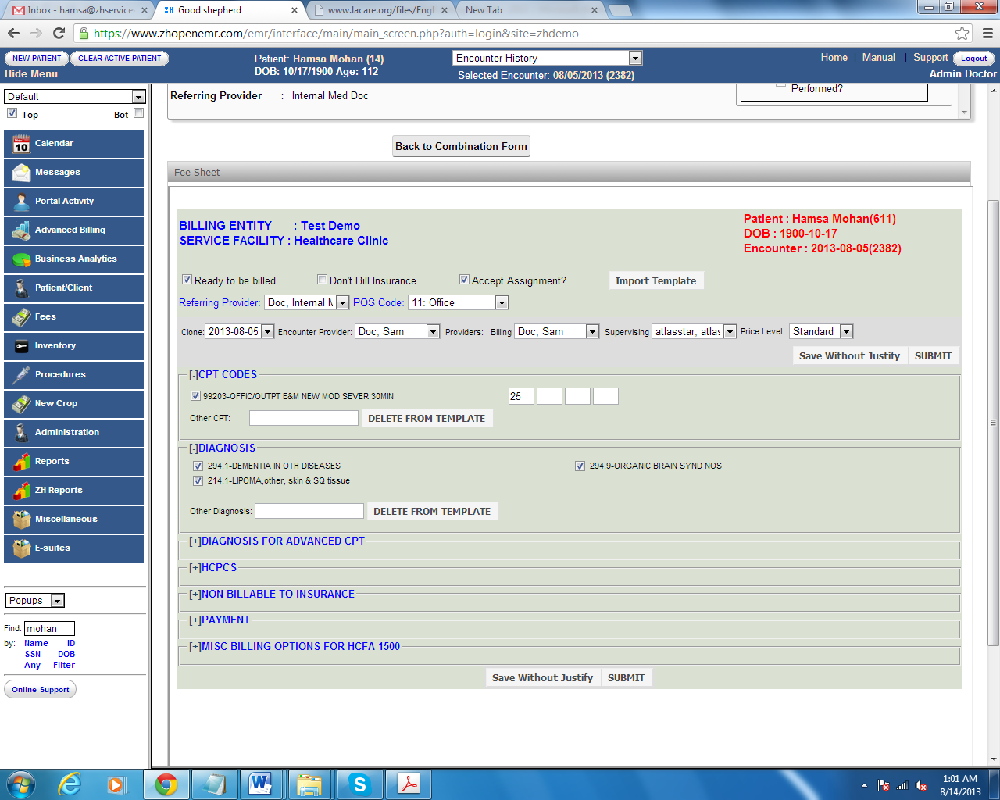 Inbox - hamsa@zhservices
Good shepherd
www.lacare.org/files/Engl
New Tab
https://www.zhopenemr.com/emr/interface/main/main_screen.php?auth=login&site=zhdemo
NEW PATIENT CLEAR ACTIVE PATIENT
Hide Menu
Patient: Hamsa Mohan (14)
DOB: 10/17/1900 Age: 112
Encounter History
Selected Encounter: 08/05/2013 (2382)
Home | Manual | Support Logout
Admin Doctor
Default
Top Bot
Calendar
Messages
Portal Activity
Advanced Billing
Business Analytics
Patient/Client
Fees
Inventory
Procedures
New Crop
Administration
Reports
ZH Reports
Miscellaneous
E-suites
Popups
Find: mohan
by: Name ID
SSN DOB
Any Filter
Online Support
Referring Provider : Internal Med Doc
Performed?
Back to Combination Form
Fee Sheet
BILLING ENTITY : Test Demo
SERVICE FACILITY : Healthcare Clinic
Patient : Hamsa Mohan(611)
DOB : 1900-10-17
Encounter : 2013-08-05(2382)
Ready to be billed Don't Bill Insurance Accept Assignment? Import Template
Referring Provider: Doc, Internal M POS Code: 11: Office
Clone: 2013-08-05 Encounter Provider: Doc, Sam Providers: Billing Doc, Sam Supervising atlasstar, atlas Price Level: Standard
Save Without Justify SUBMIT
[-]CPT CODES
99203-OFFIC/OUTPT E&M NEW MOD SEVER 30MIN 25
Other CPT: DELETE FROM TEMPLATE
[-]DIAGNOSIS
294.1-DEMENTIA IN OTH DISEASES 294.9-ORGANIC BRAIN SYND NOS
214.1-LIPOMA,other, skin & SQ tissue
Other Diagnosis: DELETE FROM TEMPLATE
[+]DIAGNOSIS FOR ADVANCED CPT
[+]HCPCS
[+]NON BILLABLE TO INSURANCE
[+]PAYMENT
[+]MISC BILLING OPTIONS FOR HCFA-1500
Save Without Justify SUBMIT
1:01 AM
8/14/2013